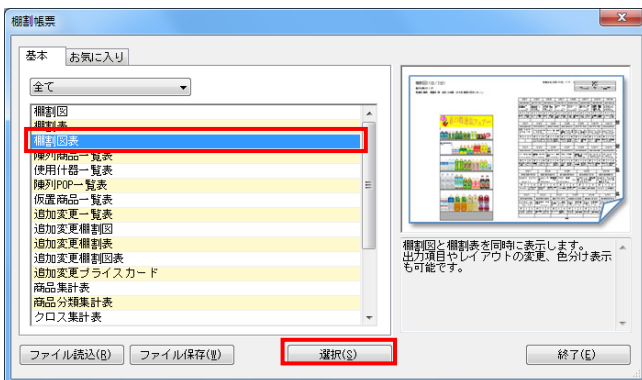 棚割帳票
基本
お気に入り
全て
棚割図
棚割表
棚割図表
陳列商品一覧表
使用什器一覧表
陳列POP一覧表
仮置商品一覧表
追加変更一覧表
追加変更棚割図
追加変更棚割表
追加変更棚割図表
追加変更プライスカード
商品集計表
商品分類集計表
クロス集計表
棚割図と棚割表を同時に表示します。
出力項目やレイアウトの変更、色分け表示
も可能です。
ファイル読込(R)
ファイル保存(W)
選択(S)
終了(E)